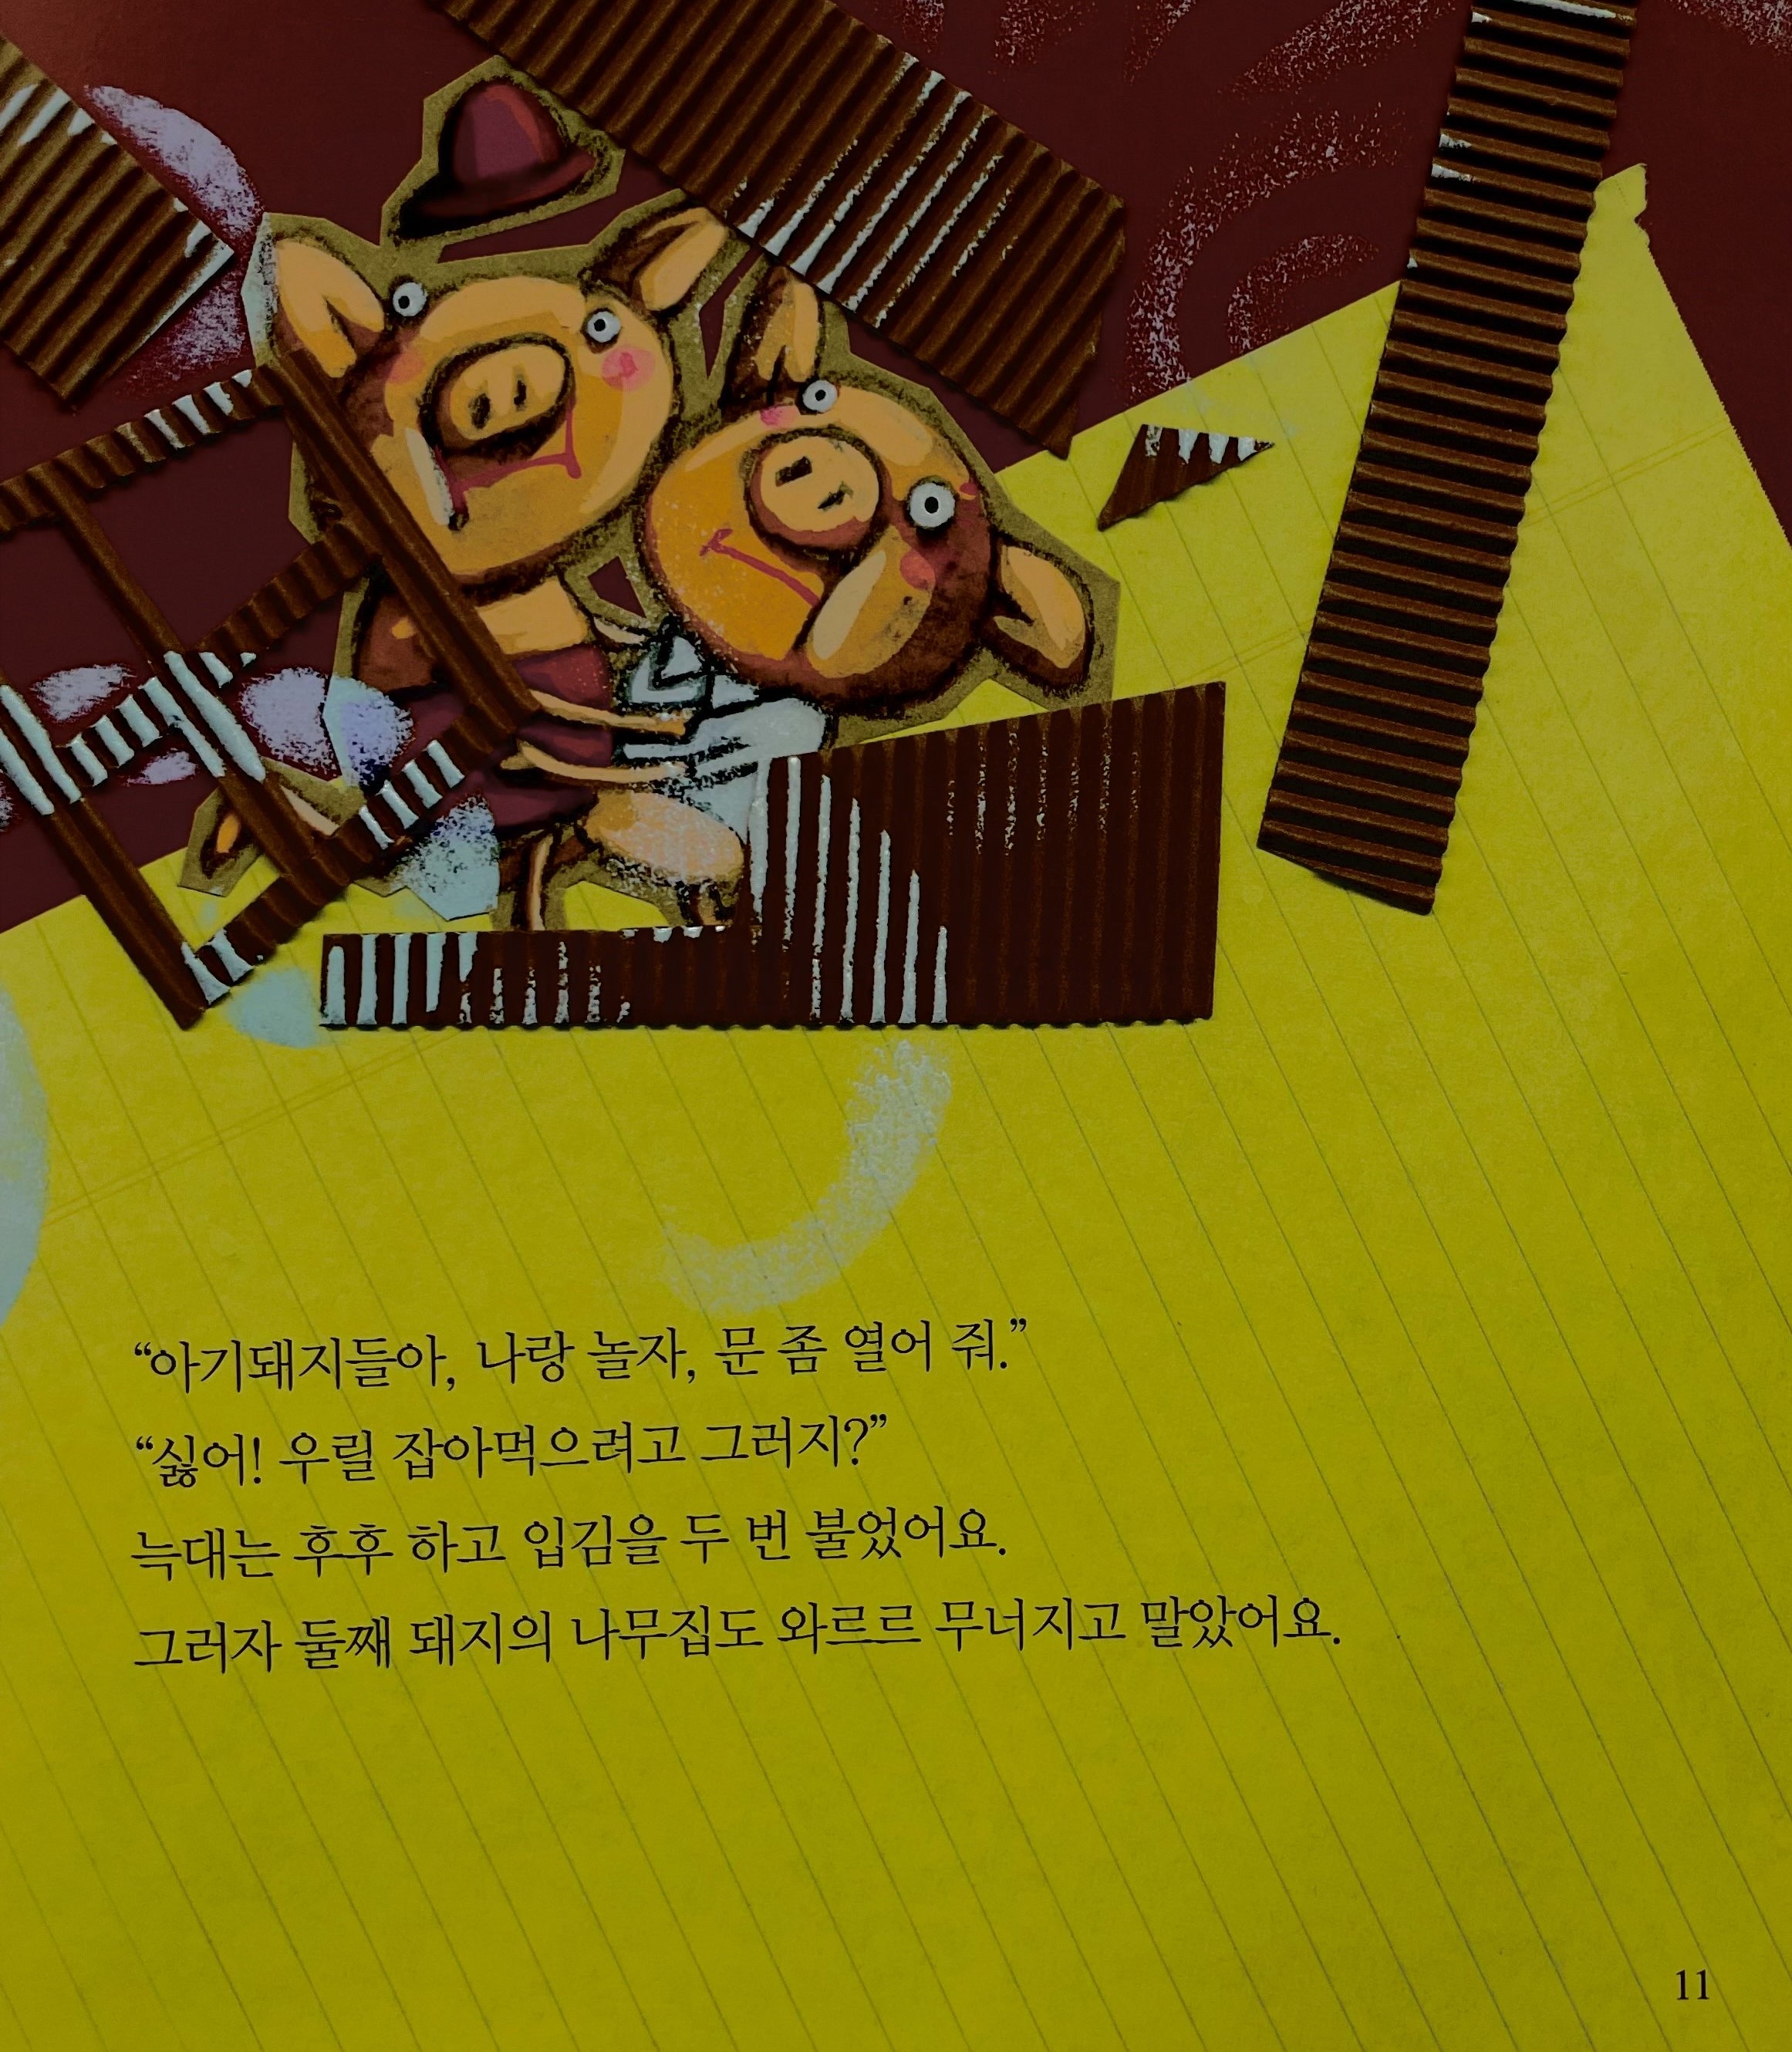 “아기돼지들아, 나랑 놀자, 문 좀 열어 줘.”
“싫어! 우릴 잡아먹으려고 그러지?”
늑대는 후후 하고 입김을 두 번 불었어요.
그러자 둘째 돼지의 나무집도 와르르 무너지고 말았어요.
11